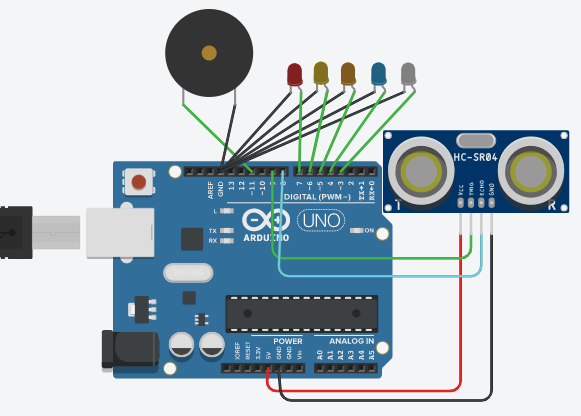 HC-SR04
VCC
TRIG
ECHO
GND
T
R
AREF
GND
13
12
~11
~10
~9
8
7
~6
~5
4
~3
2
TX→1
RX←0
DIGITAL (PWM~)
L
TX
RX
ARDUINO
UNO
ON
POWER
ANALOG IN
IOREF
RESET
3.3V
5V
GND
GND
Vin
A0
A1
A2
A3
A4
A5